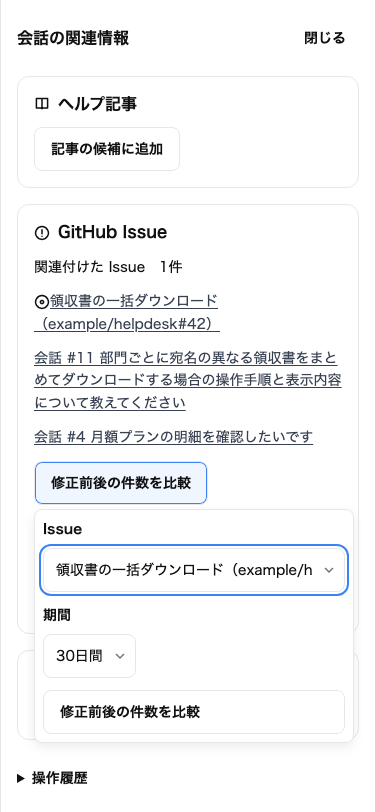 会話の関連情報
閉じる
ヘルプ記事
記事の候補に追加
GitHub Issue
関連付けた Issue 1件
領収書の一括ダウンロード
（example/helpdesk#42）
会話 #11 部門ごとに宛名の異なる領収書をまと
めてダウンロードする場合の操作手順と表示内容
について教えてください
会話 #4 月額プランの明細を確認したいです
修正前後の件数を比較
Issue
領収書の一括ダウンロード（example/h
期間
30日間
修正前後の件数を比較
操作履歴